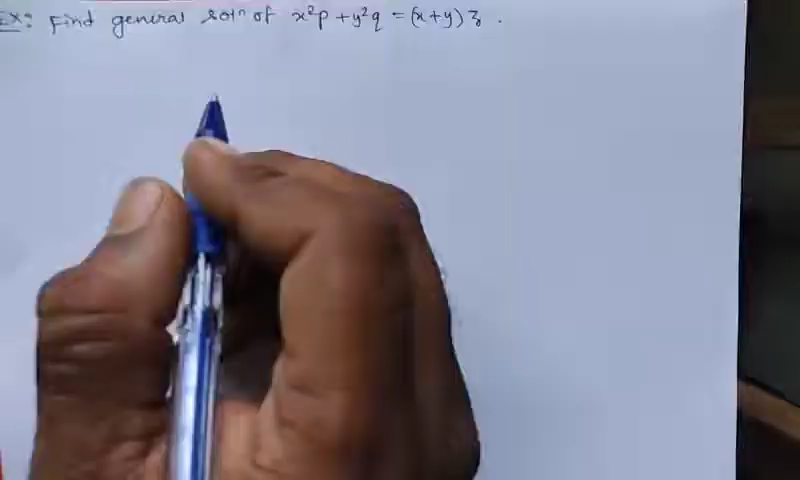 Ex: Find general solⁿ of x²p + y²q = (x+y)z.